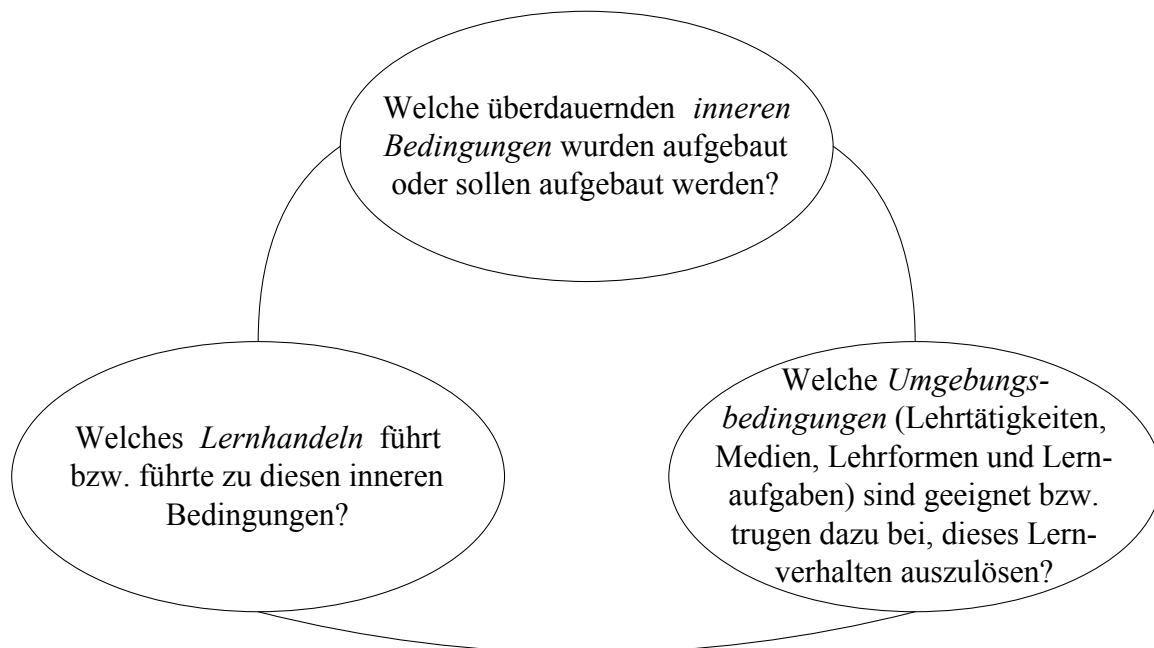 Welche überdauernden inneren
Bedingungen wurden aufgebaut
oder sollen aufgebaut werden?
Welches Lernhandeln führt
bzw. führte zu diesen inneren
Bedingungen?
Welche Umgebungs-
bedingungen (Lehrtätigkeiten,
Medien, Lehrformen und Lern-
aufgaben) sind geeignet bzw.
trugen dazu bei, dieses Lern-
verhalten auszulösen?